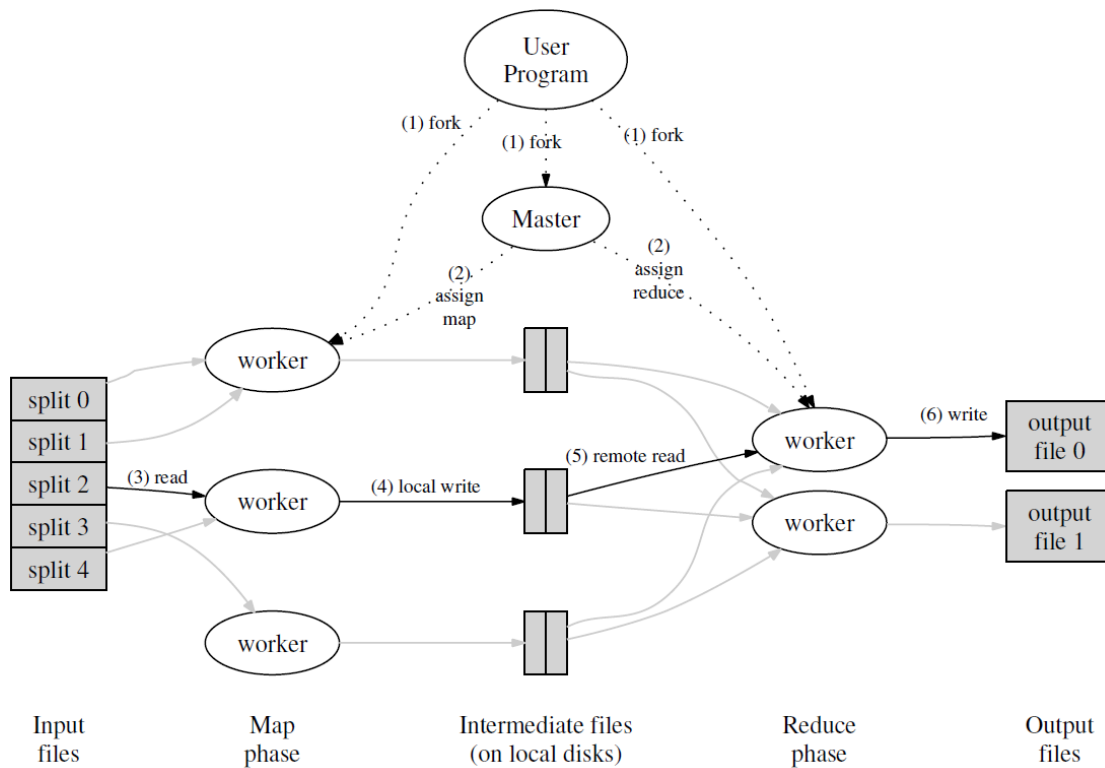 User
Program
(1) fork
(1) fork
(1) fork
Master
(2)
assign
map
(2)
assign
reduce
worker
split 0
split 1
split 2
split 3
split 4
(3) read
worker
(4) local write
(5) remote read
worker
(6) write
output
file 0
worker
output
file 1
worker
Input
files
Map
phase
Intermediate files
(on local disks)
Reduce
phase
Output
files